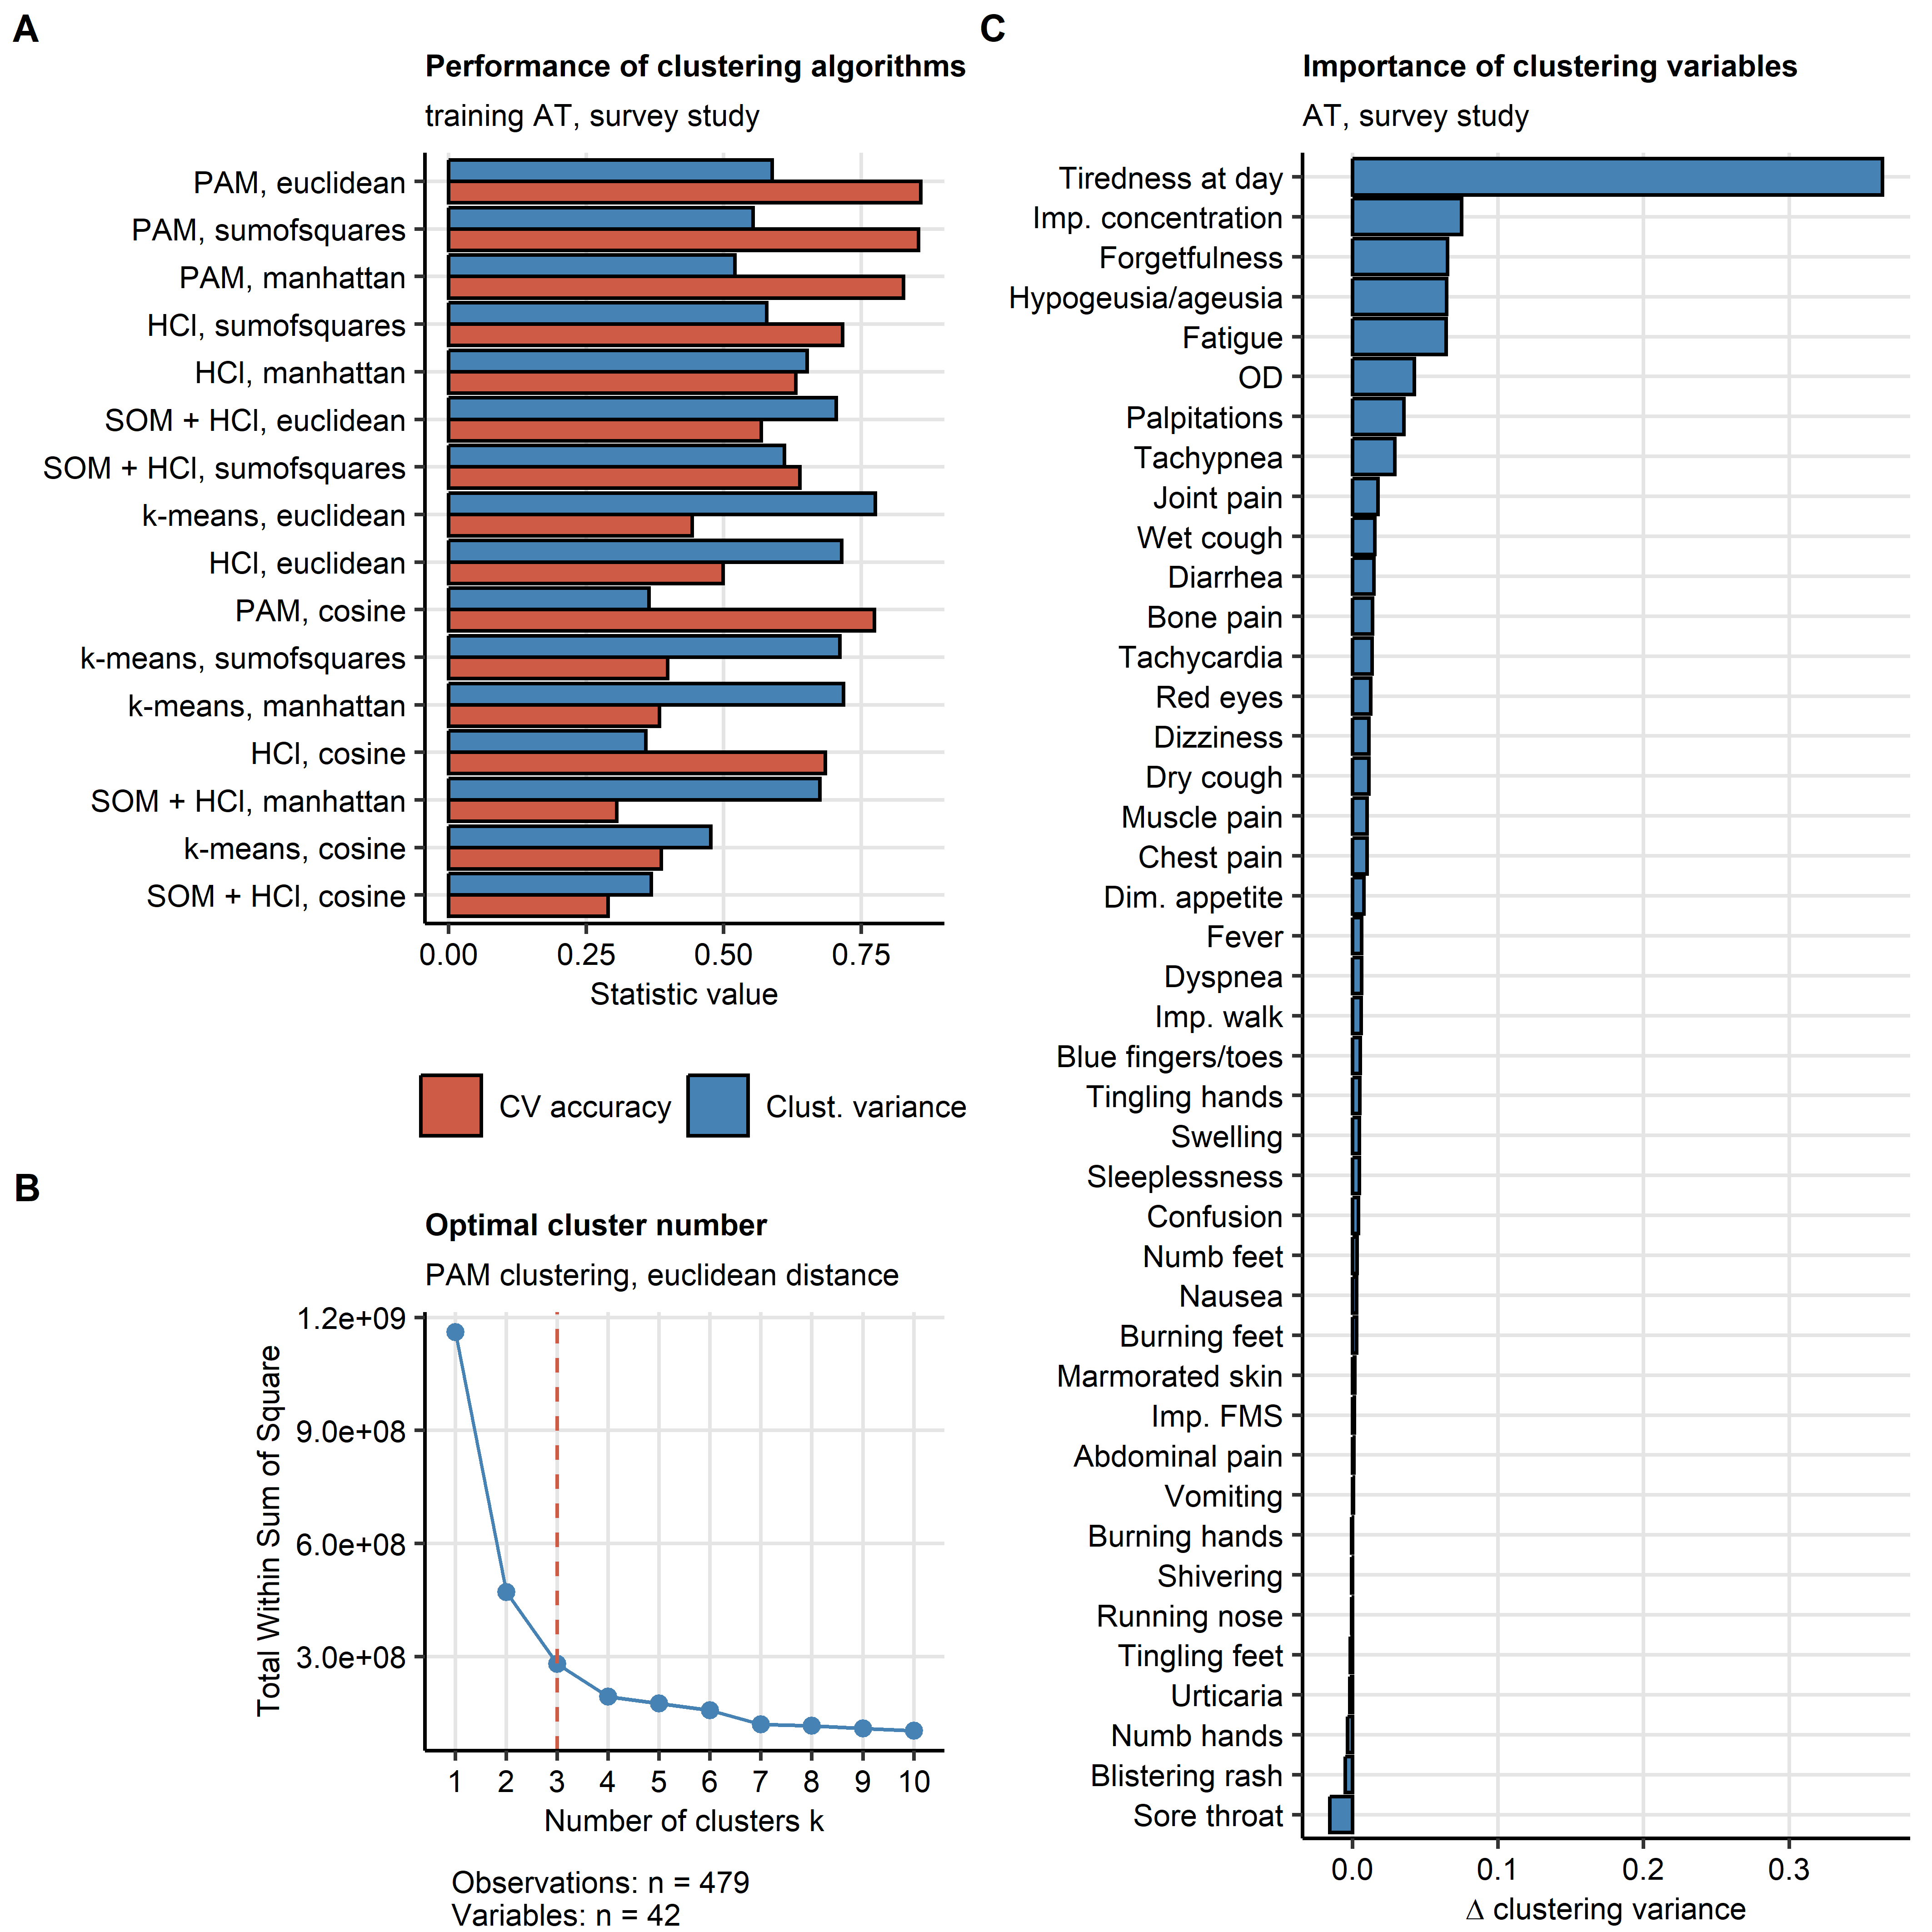 A
Performance of clustering algorithms
training AT, survey study
PAM, euclidean
PAM, sumofsquares
PAM, manhattan
HCl, sumofsquares
HCl, manhattan
SOM + HCl, euclidean
SOM + HCl, sumofsquares
k-means, euclidean
HCl, euclidean
PAM, cosine
k-means, sumofsquares
k-means, manhattan
HCl, cosine
SOM + HCl, manhattan
k-means, cosine
SOM + HCl, cosine
0.00 0.25 0.50 0.75
Statistic value
CV accuracy Clust. variance
B
Optimal cluster number
PAM clustering, euclidean distance
Total Within Sum of Square
1.2e+09
9.0e+08
6.0e+08
3.0e+08
1 2 3 4 5 6 7 8 9 10
Number of clusters k
Observations: n = 479
Variables: n = 42
C
Importance of clustering variables
AT, survey study
Tiredness at day
Imp. concentration
Forgetfulness
Hypogeusia/ageusia
Fatigue
OD
Palpitations
Tachypnea
Joint pain
Wet cough
Diarrhea
Bone pain
Tachycardia
Red eyes
Dizziness
Dry cough
Muscle pain
Chest pain
Dim. appetite
Fever
Dyspnea
Imp. walk
Blue fingers/toes
Tingling hands
Swelling
Sleeplessness
Confusion
Numb feet
Nausea
Burning feet
Marmorated skin
Imp. FMS
Abdominal pain
Vomiting
Burning hands
Shivering
Running nose
Tingling feet
Urticaria
Numb hands
Blistering rash
Sore throat
0.0 0.1 0.2 0.3
Δ clustering variance